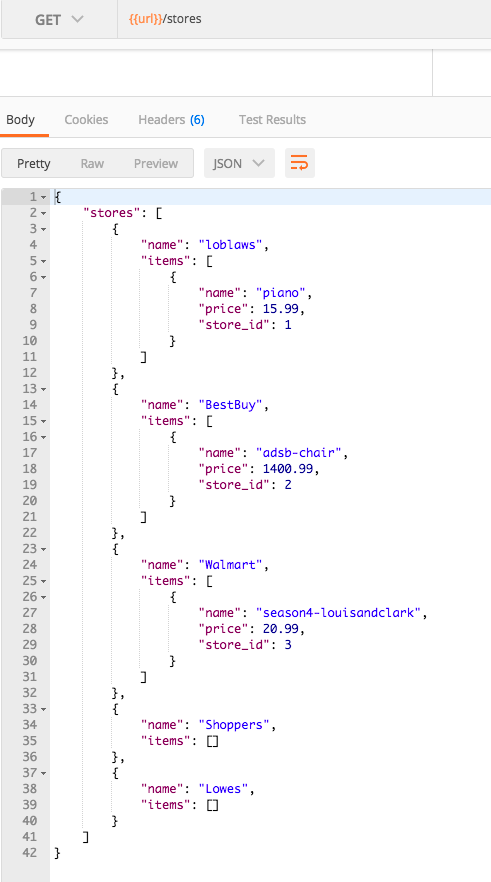 GET {{url}}/stores
Body Cookies Headers (6) Test Results
Pretty Raw Preview JSON
1 {
2 "stores": [
3 {
4 "name": "loblaws",
5 "items": [
6 {
7 "name": "piano",
8 "price": 15.99,
9 "store_id": 1
10 }
11 ]
12 },
13 {
14 "name": "BestBuy",
15 "items": [
16 {
17 "name": "adsb-chair",
18 "price": 1400.99,
19 "store_id": 2
20 }
21 ]
22 },
23 {
24 "name": "Walmart",
25 "items": [
26 {
27 "name": "season4-louisandclark",
28 "price": 20.99,
29 "store_id": 3
30 }
31 ]
32 },
33 {
34 "name": "Shoppers",
35 "items": []
36 },
37 {
38 "name": "Lowes",
39 "items": []
40 }
41 ]
42 }